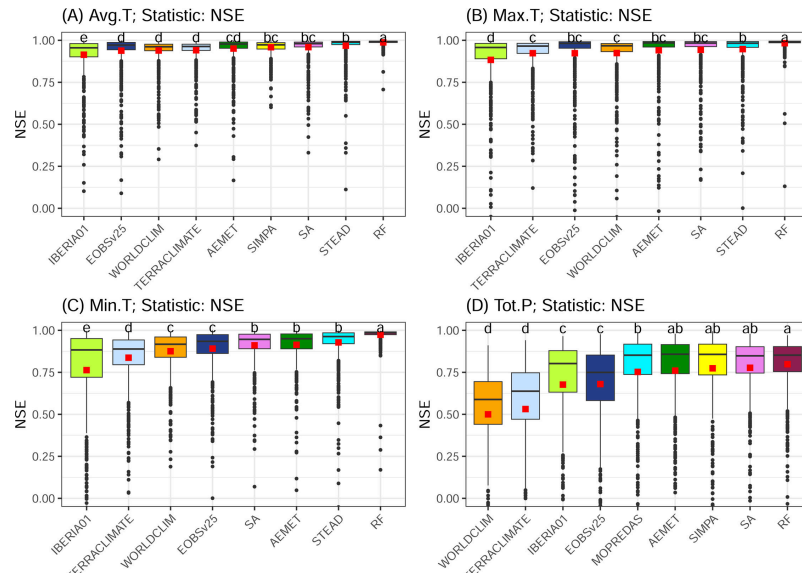 (A) Avg.T; Statistic: NSE
1.00
0.75
0.50
0.25
0.00
NSE
e d d d cd bc bc b a
IBERIA01 EOBSv25 WORLDCLIM TERRACLIMATE AEMET SIMPA SA STEAD RF
(B) Max.T; Statistic: NSE
1.00
0.75
0.50
0.25
0.00
NSE
d c bc c bc bc b a
IBERIA01 TERRACLIMATE EOBSv25 WORLDCLIM AEMET SA STEAD RF
(C) Min.T; Statistic: NSE
1.00
0.75
0.50
0.25
0.00
NSE
e d c c b b b a
IBERIA01 TERRACLIMATE WORLDCLIM EOBSv25 SA AEMET STEAD RF
(D) Tot.P; Statistic: NSE
1.00
0.75
0.50
0.25
0.00
NSE
d d c c b ab ab ab a
WORLDCLIM ERRACLIMATE IBERIA01 EOBSv25 MOPREDAS AEMET SIMPA SA RF